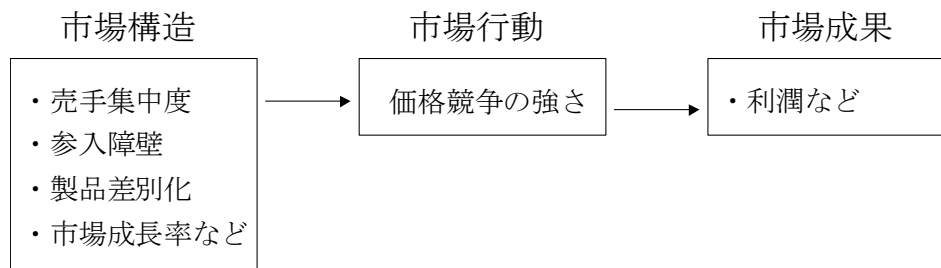 市場構造
市場行動
市場成果
・売手集中度
・参入障壁
・製品差別化
・市場成長率など
価格競争の強さ
・利潤など